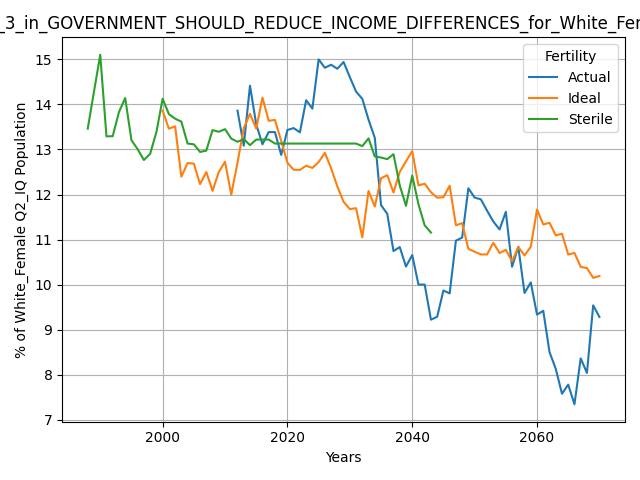 _3_in_GOVERNMENT_SHOULD_REDUCE_INCOME_DIFFERENCES_for_White_Fer
Fertility
Actual
Ideal
Sterile
% of White_Female Q2_IQ Population
15
14
13
12
11
10
9
8
7
2000 2020 2040 2060
Years